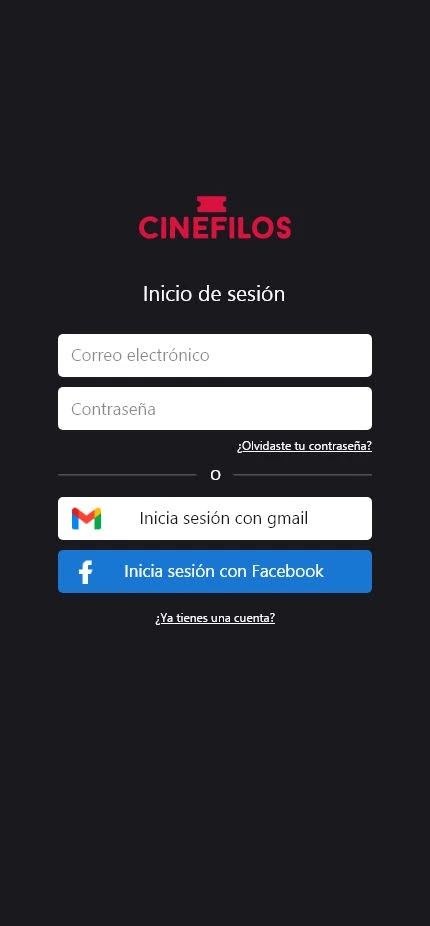 CINEFILOS
Inicio de sesión
Correo electrónico
Contraseña
¿Olvidaste tu contraseña?
O
Inicia sesión con gmail
Inicia sesión con Facebook
¿Ya tienes una cuenta?